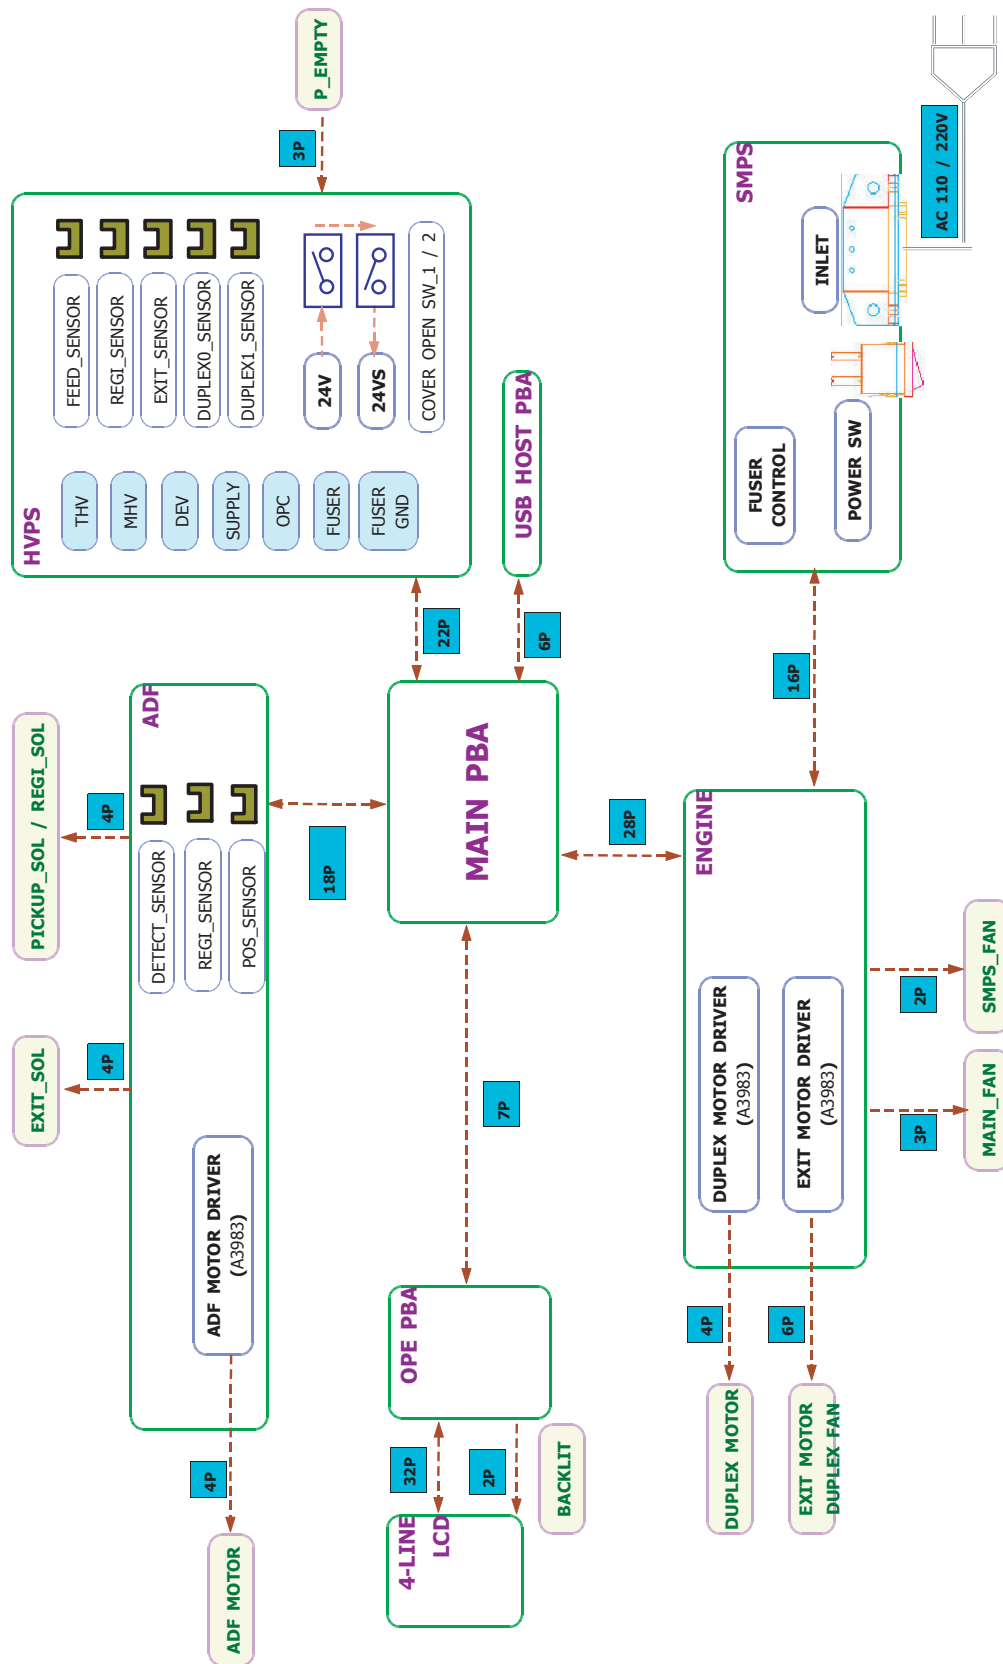 ADF MOTOR
4P
EXIT_SOL
4P
PICKUP_SOL / REGI_SOL
4P
ADF
ADF MOTOR DRIVER
(A3983)
DETECT_SENSOR
REGI_SENSOR
POS_SENSOR
18P
HVPS
THV
MHV
DEV
SUPPLY
OPC
FUSER
FUSER
GND
FEED_SENSOR
REGI_SENSOR
EXIT_SENSOR
DUPLEX0_SENSOR
DUPLEX1_SENSOR
24V
24VS
COVER OPEN SW_1 / 2
3P
P_EMPTY
22P
6P
USB HOST PBA
4-LINE
LCD
32P
2P
BACKLIT
OPE PBA
7P
MAIN PBA
28P
DUPLEX MOTOR
4P
EXIT MOTOR
DUPLEX FAN
6P
ENGINE
DUPLEX MOTOR DRIVER
(A3983)
EXIT MOTOR DRIVER
(A3983)
3P
MAIN_FAN
2P
SMPS_FAN
16P
SMPS
FUSER
CONTROL
POWER SW
INLET
AC 110 / 220V